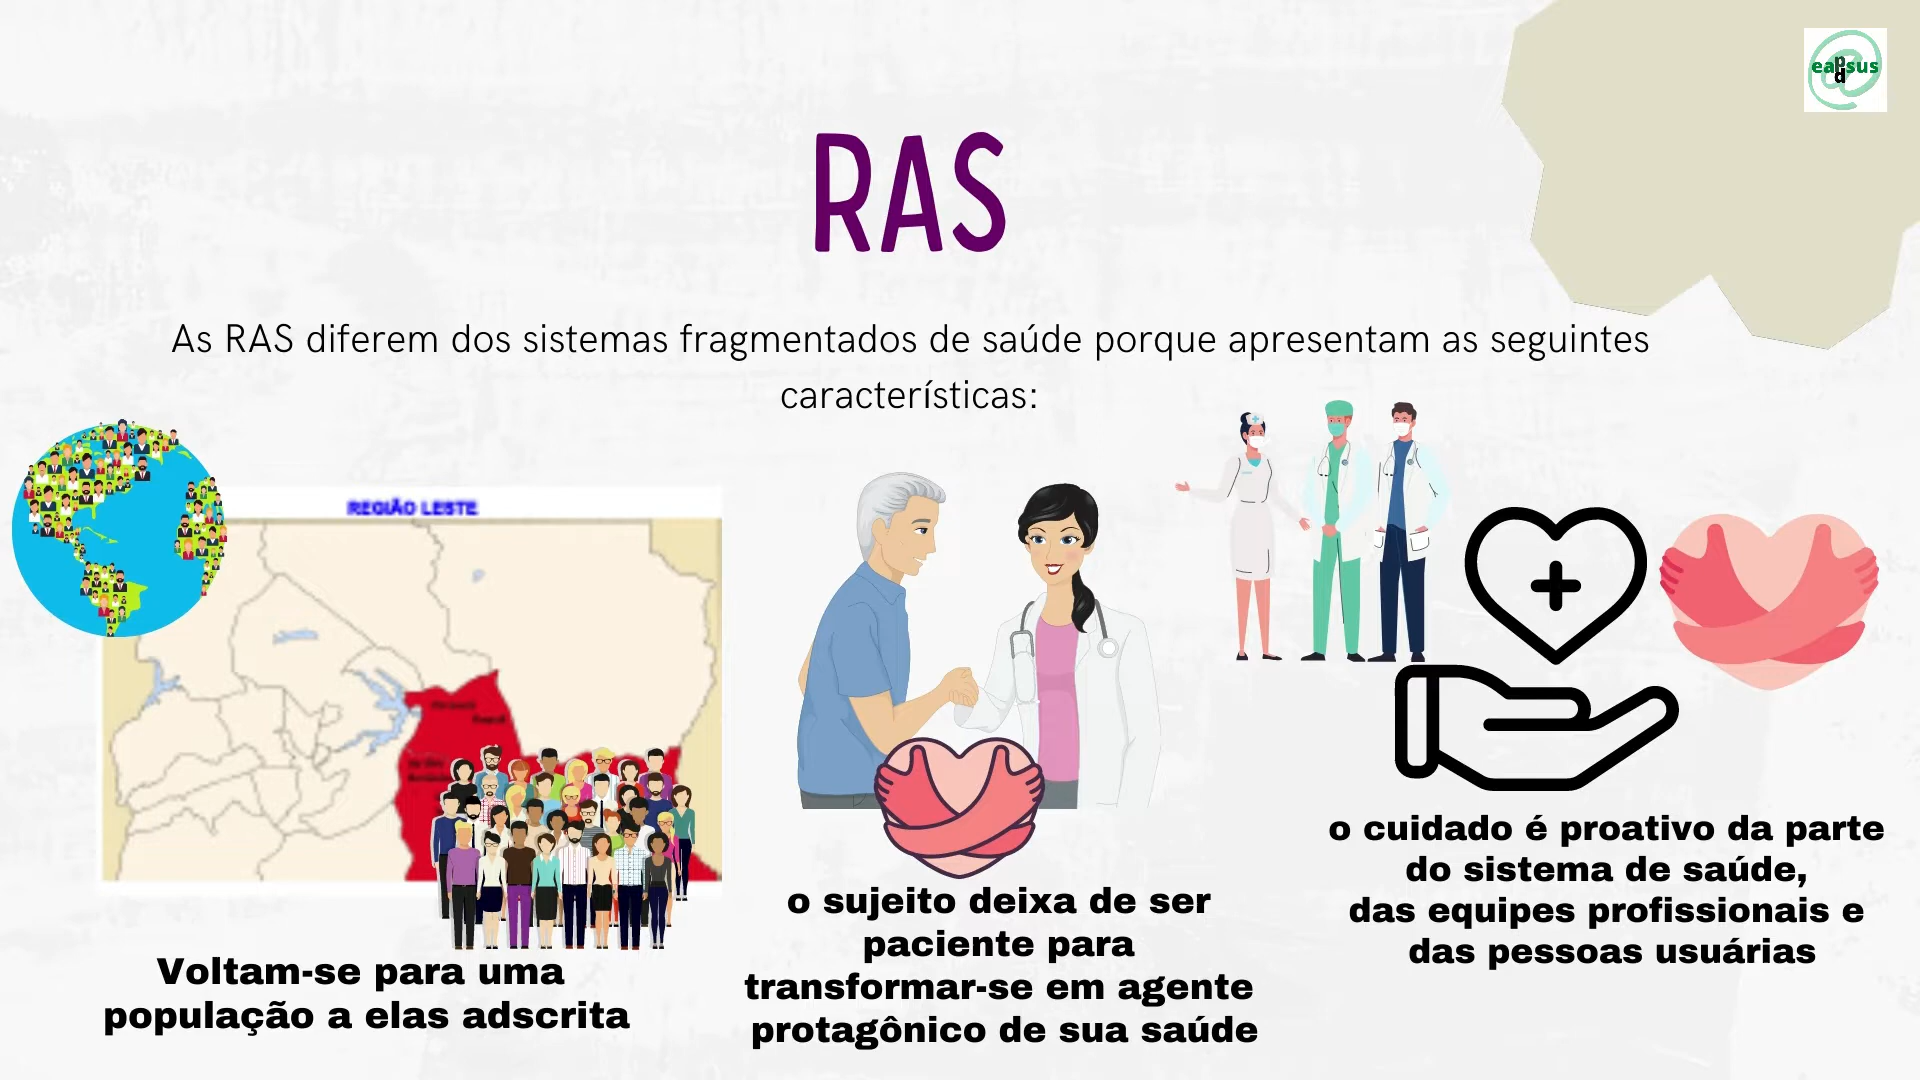 eapsus
RAS
As RAS diferem dos sistemas fragmentados de saúde porque apresentam as seguintes
características:
REGIÃO LESTE
Voltam-se para uma
população a elas adscrita
o sujeito deixa de ser
paciente para
transformar-se em agente
protagônico de sua saúde
o cuidado é proativo da parte
do sistema de saúde,
das equipes profissionais e
das pessoas usuárias